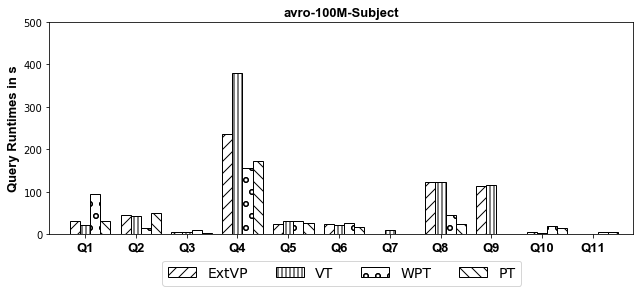 avro-100M-Subject
Query Runtimes in s
500
400
300
200
100
0
Q1 Q2 Q3 Q4 Q5 Q6 Q7 Q8 Q9 Q10 Q11
ExtVP VT WPT PT